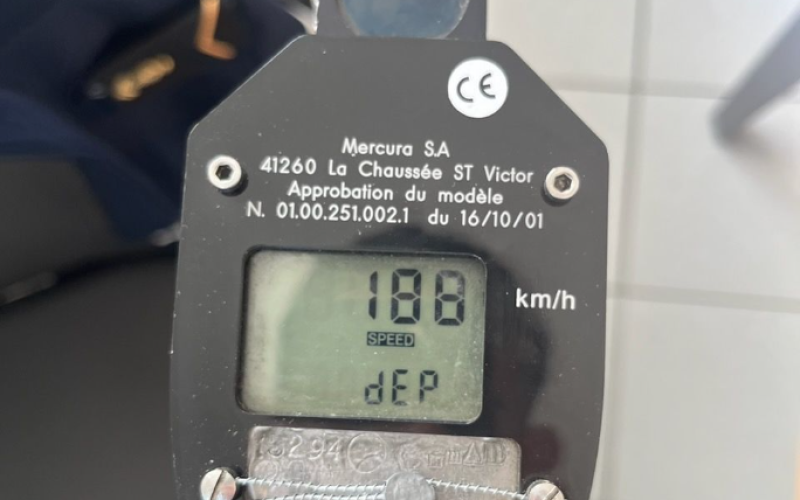 CE
Mercura S.A
41260 La Chaussée ST Victor
Approbation du modèle
N. 01.00.251.002.1 du 16/10/01
188 km/h
SPEED
dEP